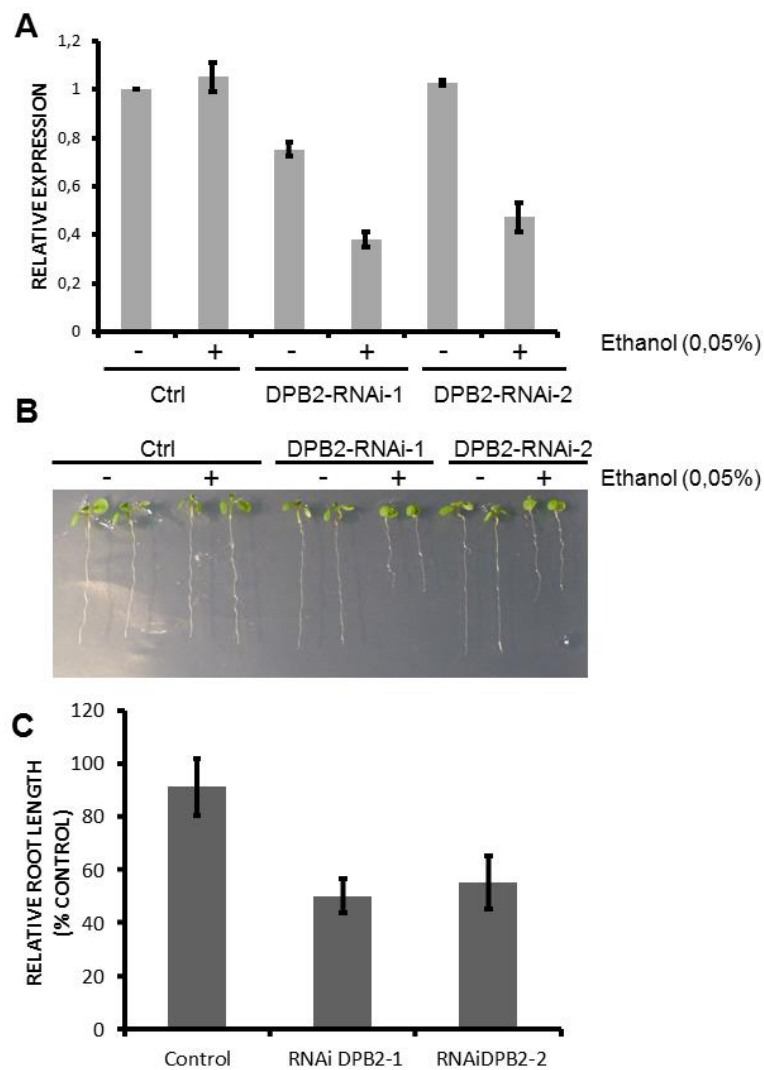 A
RELATIVE EXPRESSION
1,2
1
0,8
0,6
0,4
0,2
0
- + - + - + Ethanol (0,05%)
Ctrl DPB2-RNAi-1 DPB2-RNAi-2
B
Ctrl DPB2-RNAi-1 DPB2-RNAi-2
- + - + - + Ethanol (0,05%)
C
RELATIVE ROOT LENGTH
(% CONTROL)
120
100
80
60
40
20
0
Control RNAi DPB2-1 RNAiDPB2-2